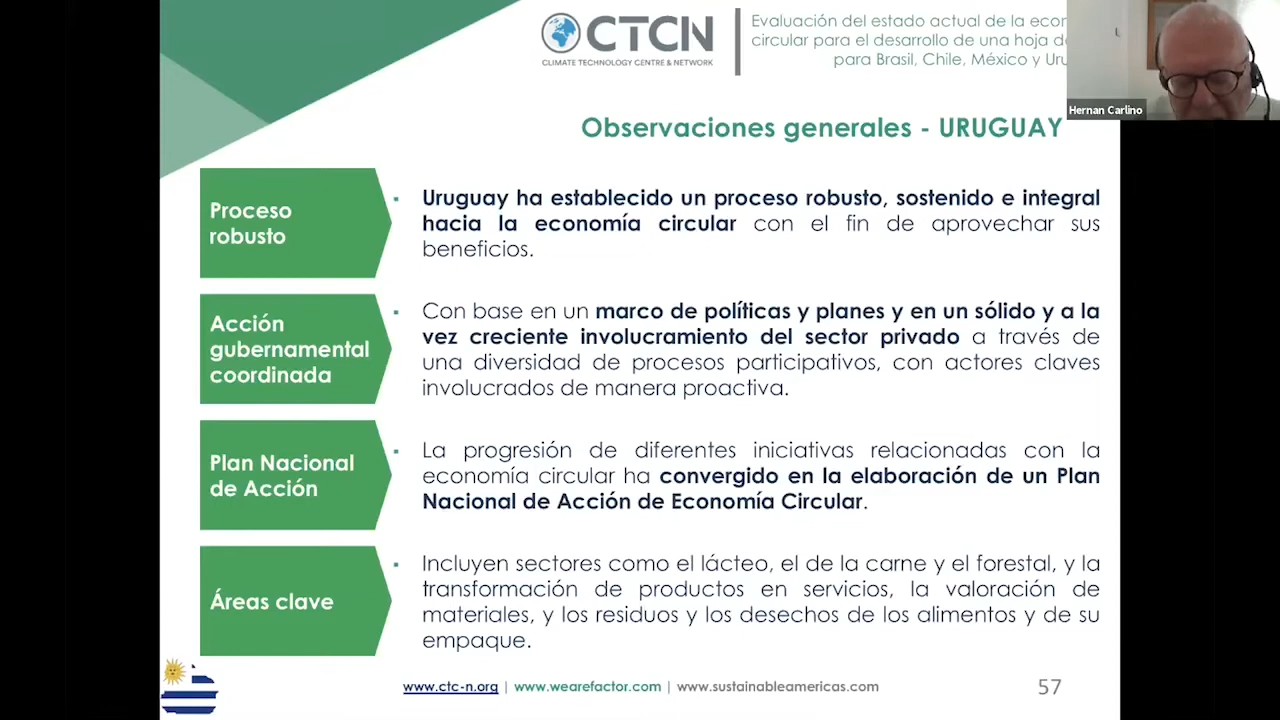 CTCN
CLIMATE TECHNOLOGY CENTRE & NETWORK
Evaluación del estado actual de la
circular para el desarrollo de una hoja
para Brasil, Chile, México y
Hernan Carlino
Observaciones generales - URUGUAY
Proceso
robusto
Uruguay ha establecido un proceso robusto, sostenido e integral
hacia la economía circular con el fin de aprovechar sus
beneficios.
Acción
gubernamental
coordinada
Con base en un marco de políticas y planes y en un sólido y a la
vez creciente involucramiento del sector privado a través de
una diversidad de procesos participativos, con actores claves
involucrados de manera proactiva.
Plan Nacional
de Acción
La progresión de diferentes iniciativas relacionadas con la
economía circular ha convergido en la elaboración de un Plan
Nacional de Acción de Economía Circular.
Áreas clave
Incluyen sectores como el lácteo, el de la carne y el forestal, y la
transformación de productos en servicios, la valoración de
materiales, y los residuos y los desechos de los alimentos y de su
empaque.
www.ctc-n.org | www.wearefactor.com | www.sustainableamericas.com
57